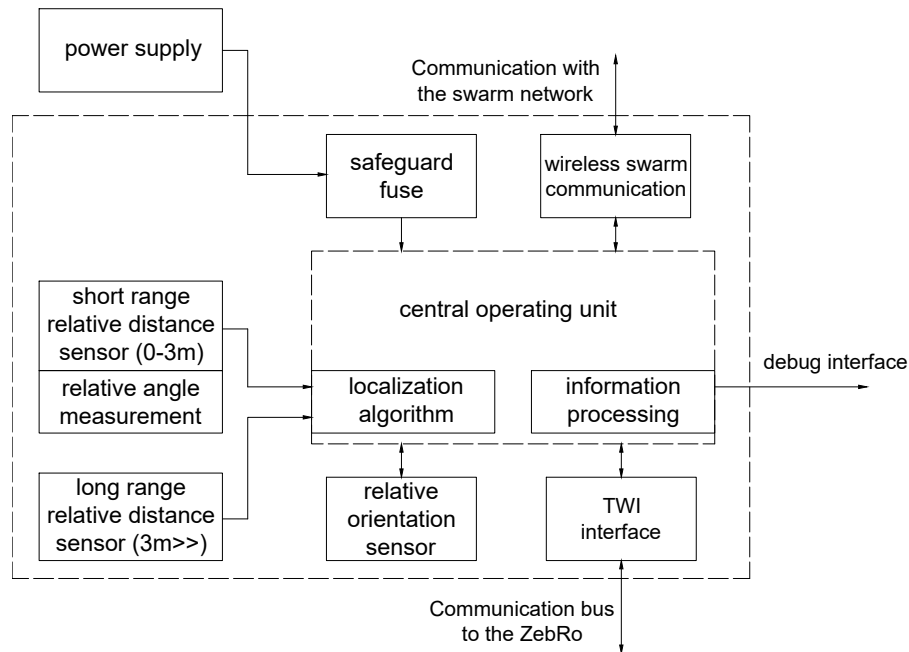 power supply
Communication with
the swarm network
safeguard
fuse
wireless swarm
communication
short range
relative distance
sensor (0-3m)
relative angle
measurement
central operating unit
localization
algorithm
information
processing
debug interface
long range
relative distance
sensor (3m>>)
relative
orientation
sensor
TWI
interface
Communication bus
to the ZebRo